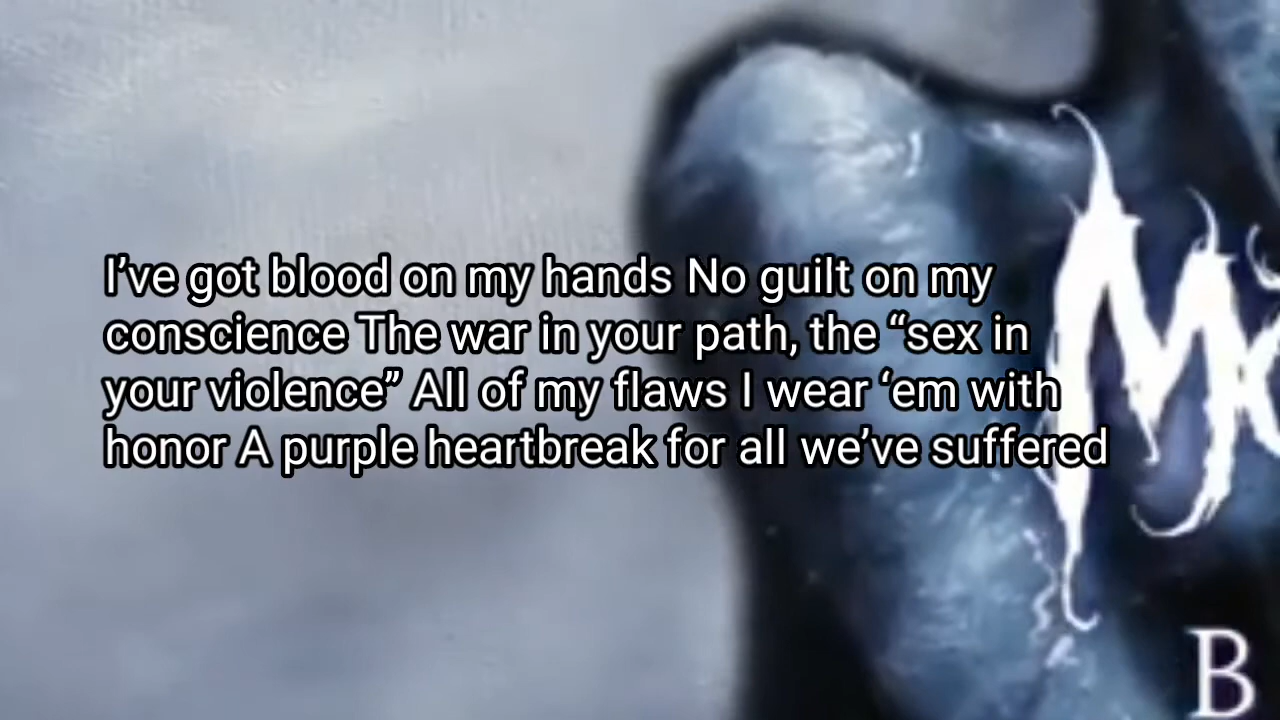 I’ve got blood on my hands No guilt on my
conscience The war in your path, the “sex in
your violence” All of my flaws I wear ‘em with
honor A purple heartbreak for all we’ve suffered
M
B